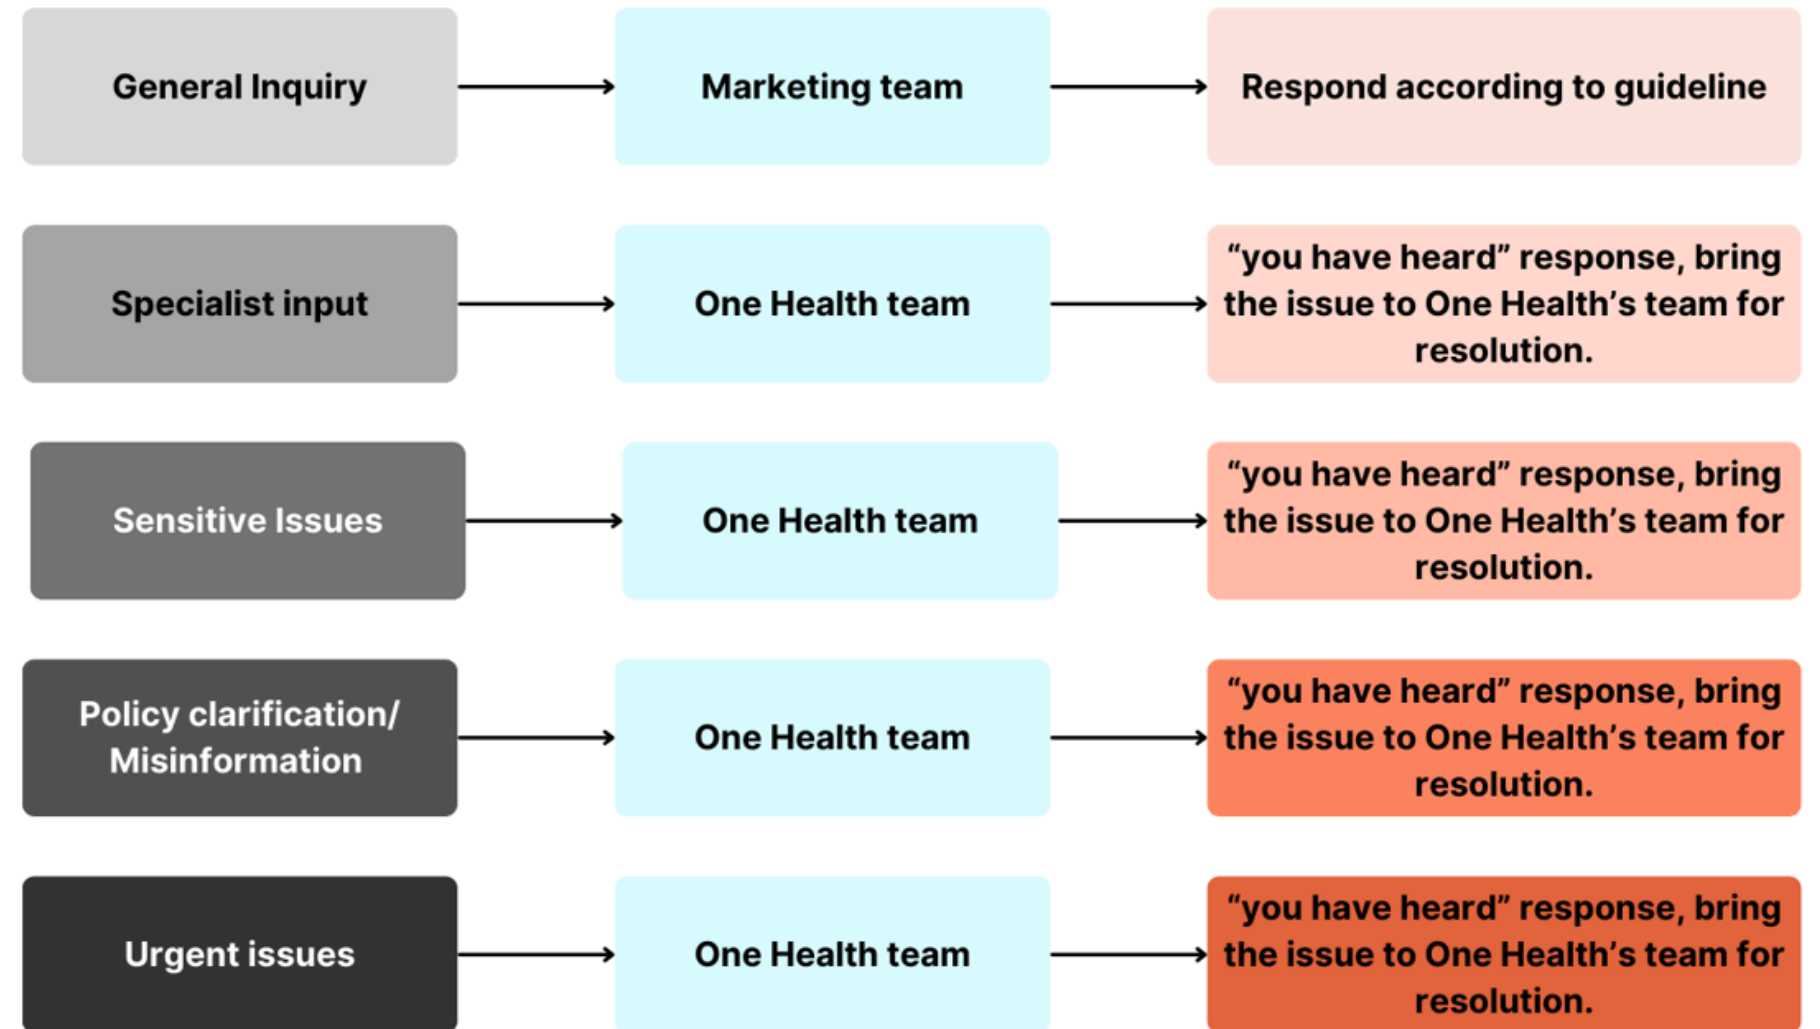 General Inquiry
Marketing team
Respond according to guideline
Specialist input
One Health team
“you have heard” response, bring
the issue to One Health’s team for
resolution.
Sensitive Issues
One Health team
“you have heard” response, bring
the issue to One Health’s team for
resolution.
Policy clarification/
Misinformation
One Health team
“you have heard” response, bring
the issue to One Health’s team for
resolution.
Urgent issues
One Health team
“you have heard” response, bring
the issue to One Health’s team for
resolution.